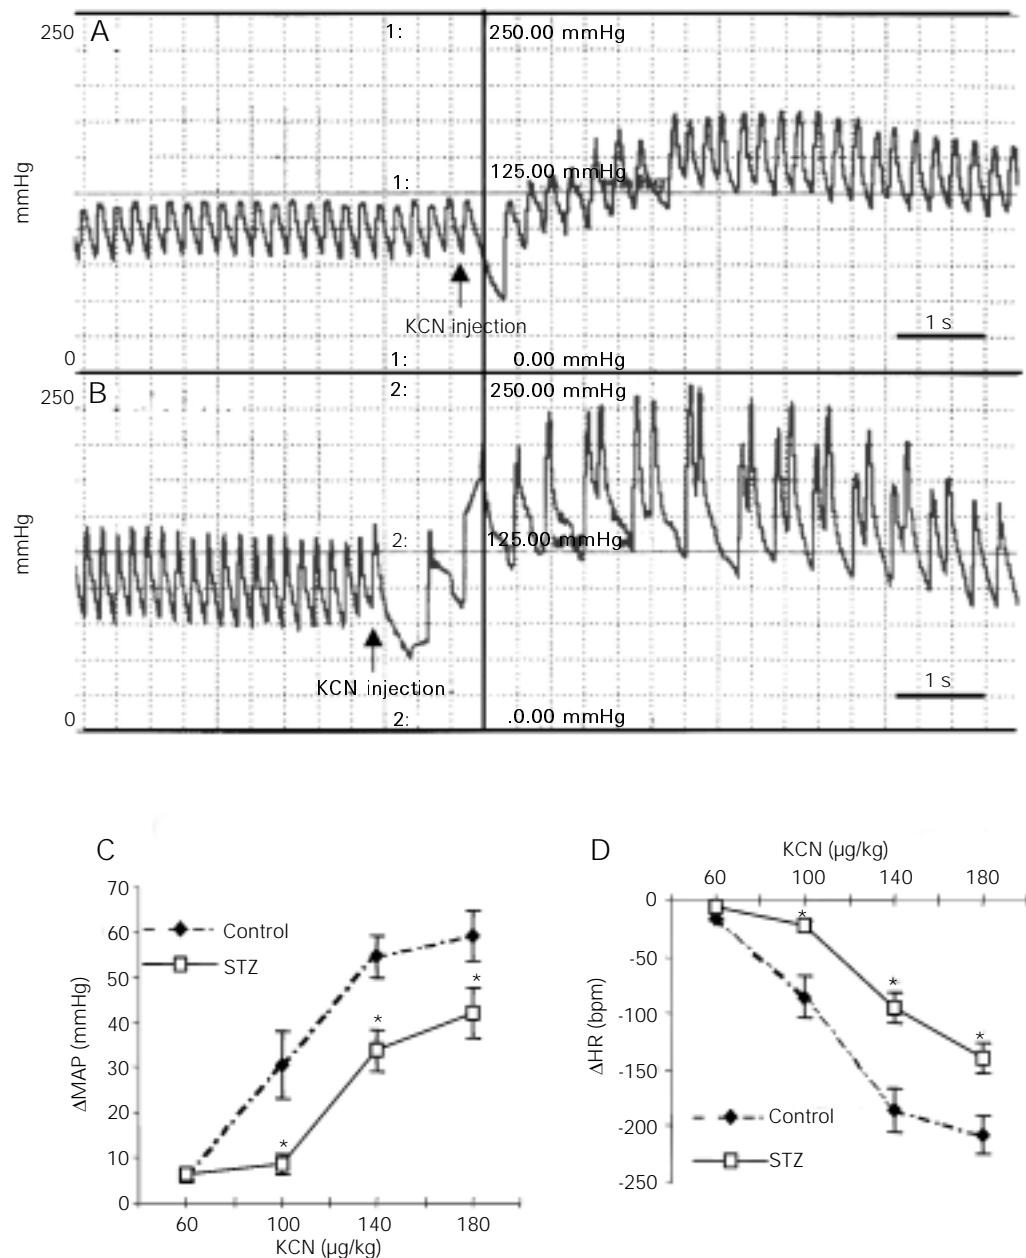 250 A 1: 250.00 mmHg
mmHg
1: 125.00 mmHg
KCN injection
1 s
0 1: 0.00 mmHg
250 B 2: 250.00 mmHg
mmHg
2: 125.00 mmHg
KCN injection
1 s
0 2: .0.00 mmHg
C
ΔMAP (mmHg)
70
60
50
40
30
20
10
0
Control
STZ
*
*
*
60 100 140 180
KCN (µg/kg)
D
KCN (µg/kg)
60 100 140 180
ΔHR (bpm)
0
-50
-100
-150
-200
-250
*
*
*
Control
STZ